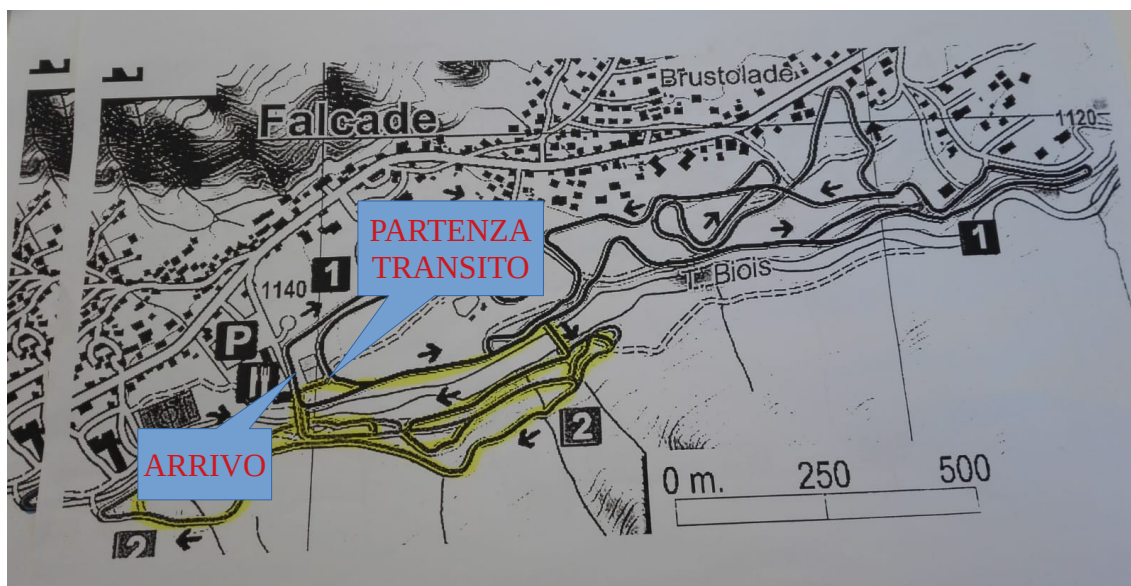 Brustolade
Falcade
1120
PARTENZA
TRANSITO
1
1
T. Biois
1140
P
2
ARRIVO
0 m. 250 500
2